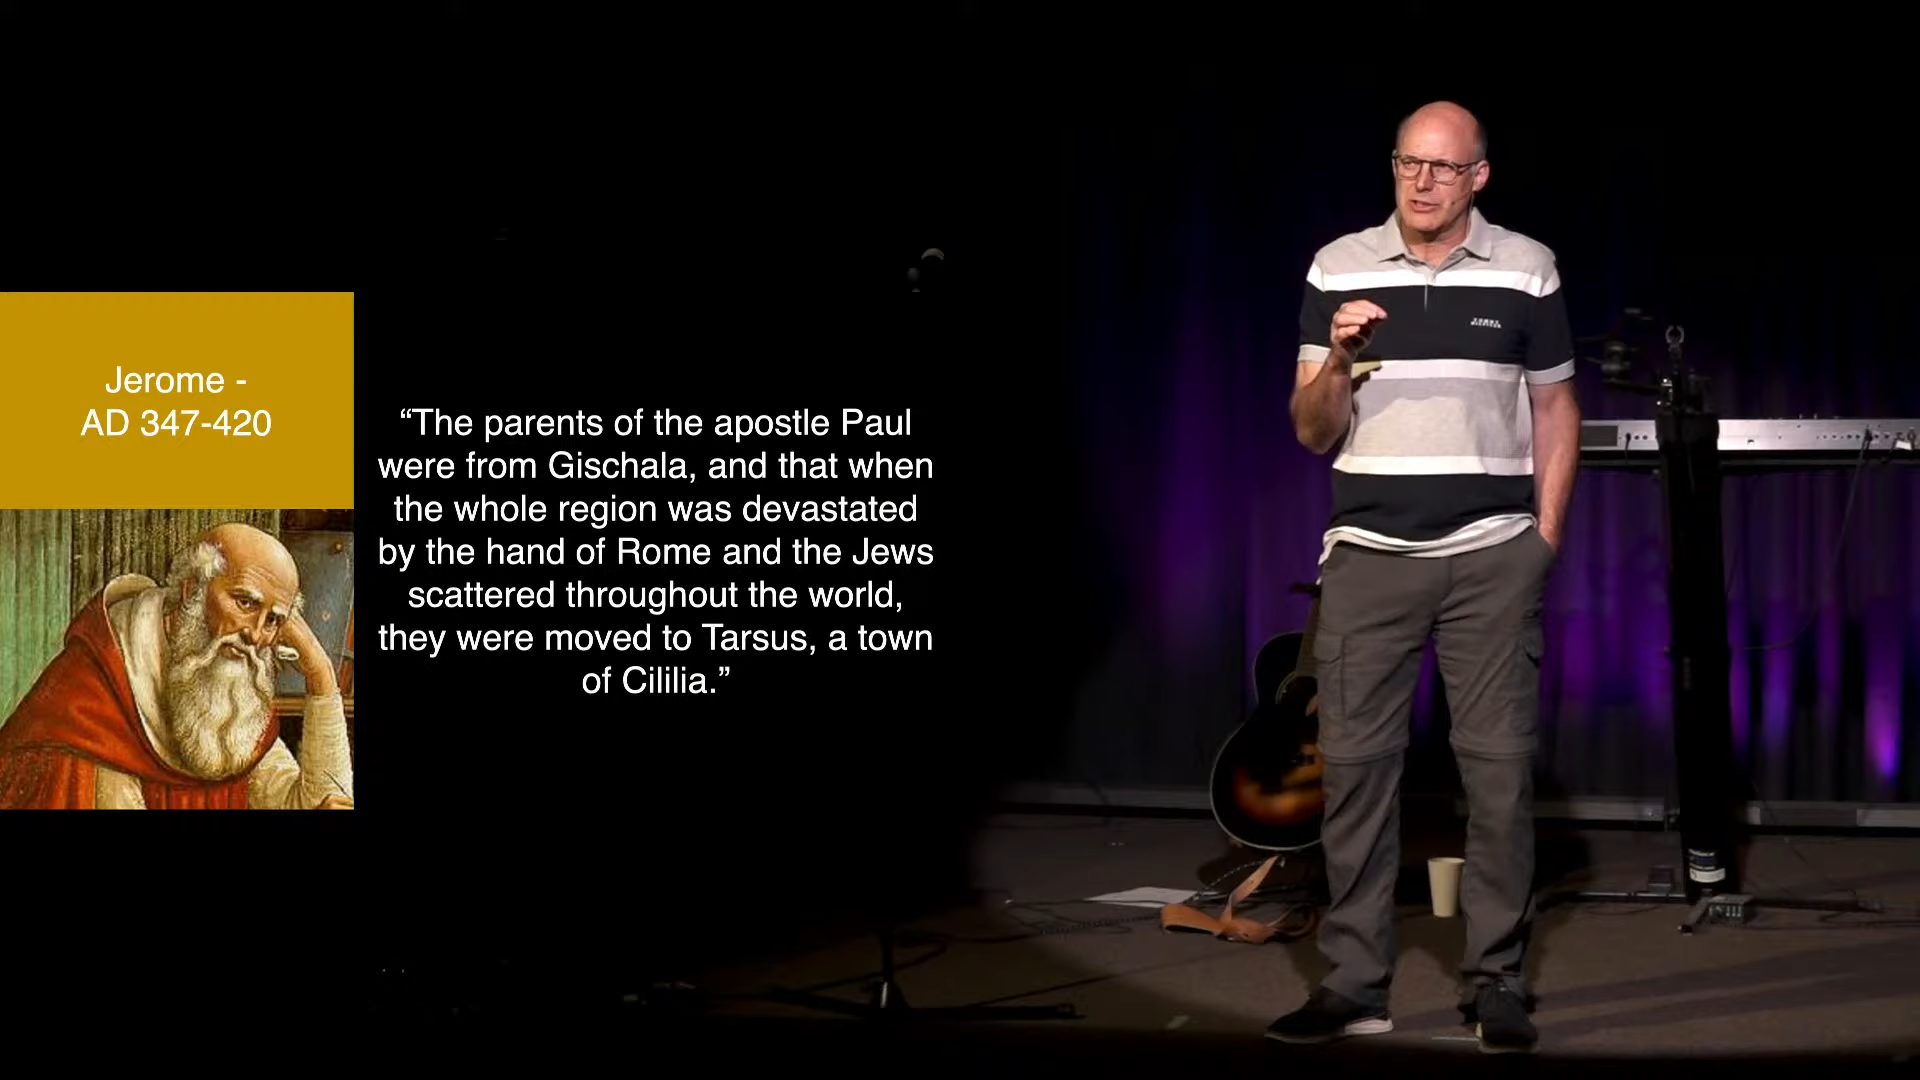 Jerome -
AD 347-420
“The parents of the apostle Paul
were from Gischala, and that when
the whole region was devastated
by the hand of Rome and the Jews
scattered throughout the world,
they were moved to Tarsus, a town
of Cililia.”
TOMMY
HILFIGER